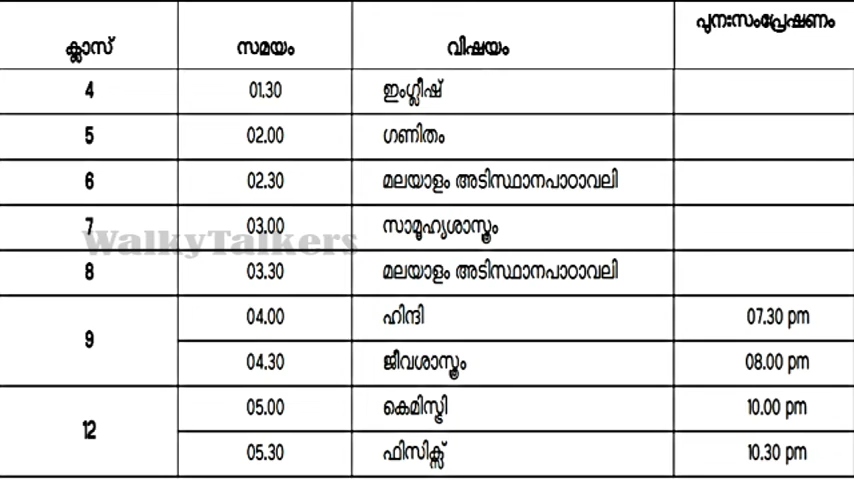 ക്ലാസ് സമയം വിഷയം പുനഃസംപ്രേഷണം
4 01.30 ഇംഗ്ലീഷ്
5 02.00 ഗണിതം
6 02.30 മലയാളം അടിസ്ഥാനപാഠാവലി
7 03.00 സാമൂഹ്യശാസ്ത്രം
WalkyTalkers
8 03.30 മലയാളം അടിസ്ഥാനപാഠാവലി
9 04.00 ഹിന്ദി 07.30 pm
04.30 ജീവശാസ്ത്രം 08.00 pm
12 05.00 കെമിസ്ട്രി 10.00 pm
05.30 ഫിസിക്സ് 10.30 pm